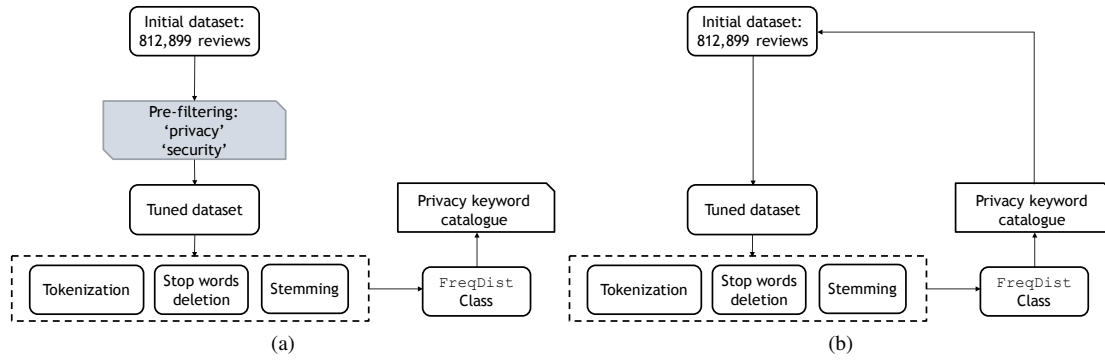 Initial dataset:
812,899 reviews
Pre-filtering:
‘privacy’
‘security’
Tuned dataset
Privacy keyword
catalogue
Tokenization
Stop words
deletion
Stemming
FreqDist
Class
(a)
Initial dataset:
812,899 reviews
Tuned dataset
Privacy keyword
catalogue
Tokenization
Stop words
deletion
Stemming
FreqDist
Class
(b)